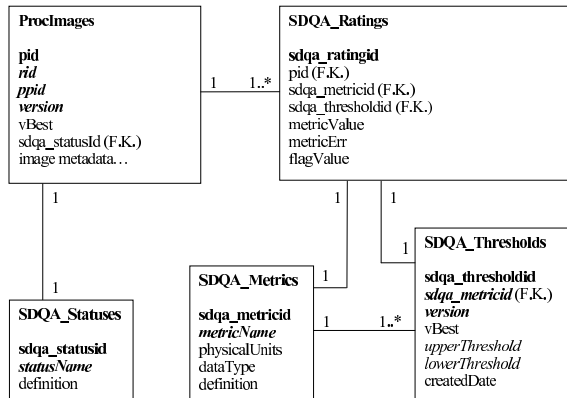 ProcImages
pid
rid
ppid
version
vBest
sdqa_statusId (F.K.)
image metadata…
SDQA_Ratings
sdqa_ratingid
pid (F.K.)
sdqa_metricid (F.K.)
sdqa_thresholdid (F.K.)
metricValue
metricErr
flagValue
1
1..*
1
1
1
1
1
1
SDQA_Statuses
sdqa_statusid
statusName
definition
SDQA_Metrics
sdqa_metricid
metricName
physicalUnits
dataType
definition
1
1..*
SDQA_Thresholds
sdqa_thresholdid
sdqa_metricid (F.K.)
version
vBest
upperThreshold
lowerThreshold
createdDate